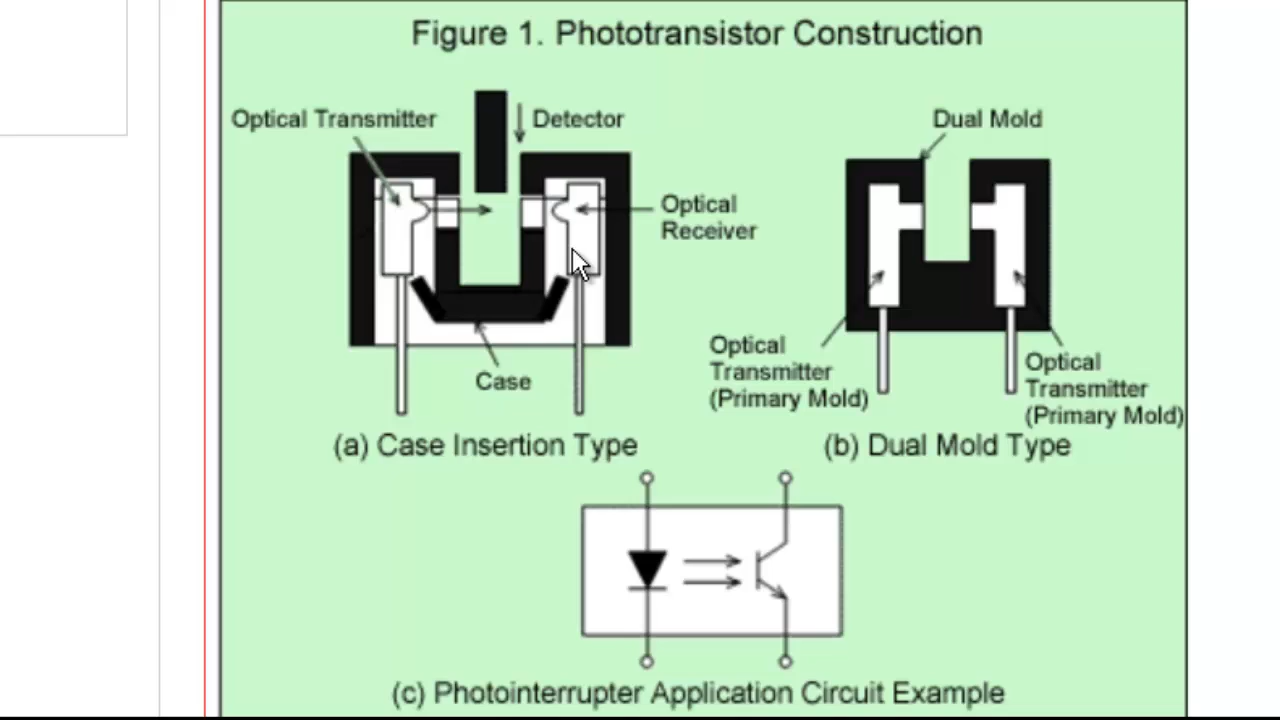 Figure 1. Phototransistor Construction
Optical Transmitter
Detector
Optical
Receiver
Case
(a) Case Insertion Type
Dual Mold
Optical
Transmitter
(Primary Mold)
Optical
Transmitter
(Primary Mold)
(b) Dual Mold Type
(c) Photointerrupter Application Circuit Example